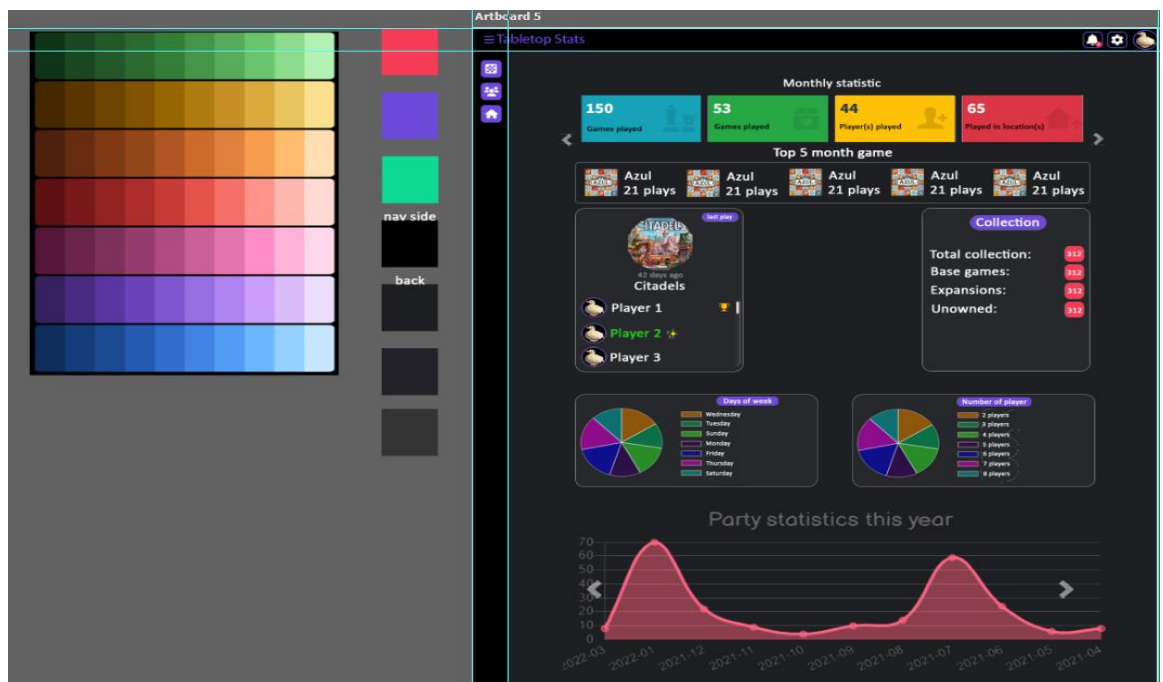 Artboard 5
Tabletop Stats
nav side
back
Monthly statistic
150
Games played
53
Games played
44
Player(s) played
65
Played in location(s)
Top 5 month game
AZUL
Azul
21 plays
AZUL
Azul
21 plays
AZUL
Azul
21 plays
AZUL
Azul
21 plays
AZUL
Azul
21 plays
last play
CITADELS
42 days ago
Citadels
Player 1
Player 2
Player 3
Collection
Total collection: 312
Base games: 312
Expansions: 312
Unowned: 312
Days of week
Wednesday
Tuesday
Sunday
Monday
Friday
Thursday
Saturday
Number of player
2 players
3 players
4 players
5 players
6 players
7 players
8 players
Party statistics this year
70
60
50
40
30
20
10
0
2022-03 2022-01 2021-12 2021-11 2021-10 2021-09 2021-08 2021-07 2021-06 2021-05 2021-04